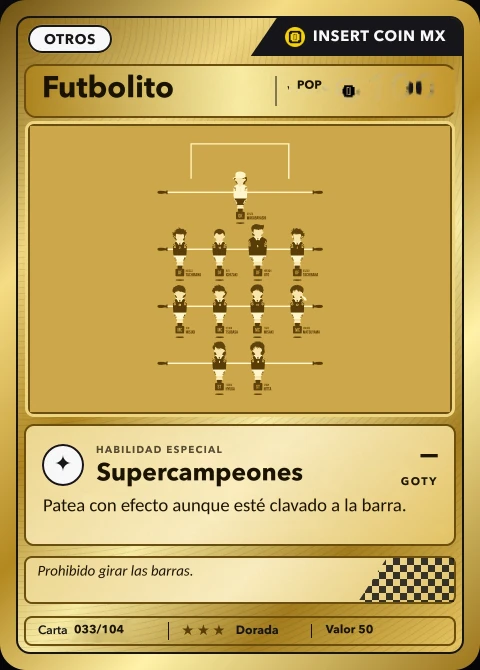 OTROS
INSERT COIN MX
Futbolito
POP
HABILIDAD ESPECIAL
Supercampeones
—
GOTY
Patea con efecto aunque esté clavado a la barra.
Prohibido girar las barras.
Carta 033/104
★ ★ ★ Dorada
Valor 50